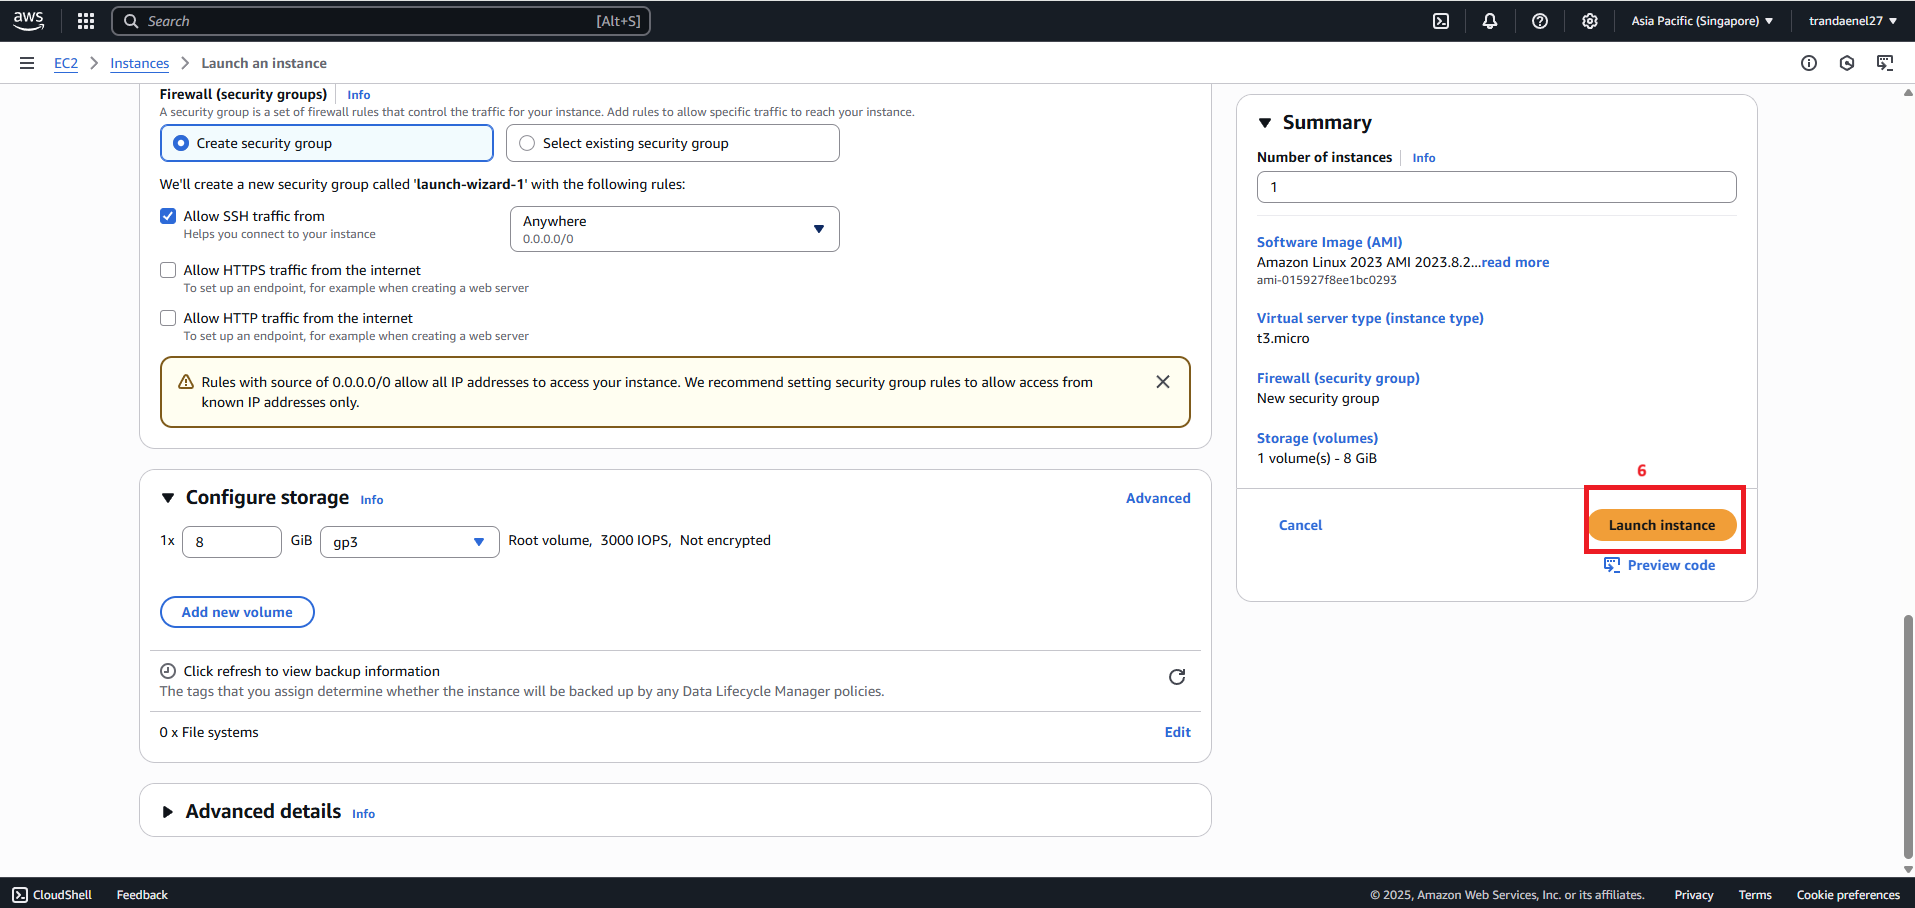 aws
Search [Alt+S]
Asia Pacific (Singapore)
trandaenel27
EC2
Instances
Launch an instance
Firewall (security groups) Info
A security group is a set of firewall rules that control the traffic for your instance. Add rules to allow specific traffic to reach your instance.
Create security group
Select existing security group
We'll create a new security group called 'launch-wizard-1' with the following rules:
Allow SSH traffic from
Helps you connect to your instance
Anywhere
0.0.0.0/0
Allow HTTPS traffic from the internet
To set up an endpoint, for example when creating a web server
Allow HTTP traffic from the internet
To set up an endpoint, for example when creating a web server
Rules with source of 0.0.0.0/0 allow all IP addresses to access your instance. We recommend setting security group rules to allow access from
known IP addresses only.
Configure storage Info
Advanced
1x 8 GiB gp3 Root volume, 3000 IOPS, Not encrypted
Add new volume
Click refresh to view backup information
The tags that you assign determine whether the instance will be backed up by any Data Lifecycle Manager policies.
0 x File systems
Edit
Advanced details Info
Summary
Number of instances Info
1
Software Image (AMI)
Amazon Linux 2023 AMI 2023.8.2...read more
ami-015927f8ee1bc0293
Virtual server type (instance type)
t3.micro
Firewall (security group)
New security group
Storage (volumes)
1 volume(s) - 8 GiB
6
Cancel
Launch instance
Preview code
CloudShell
Feedback
© 2025, Amazon Web Services, Inc. or its affiliates.
Privacy
Terms
Cookie preferences